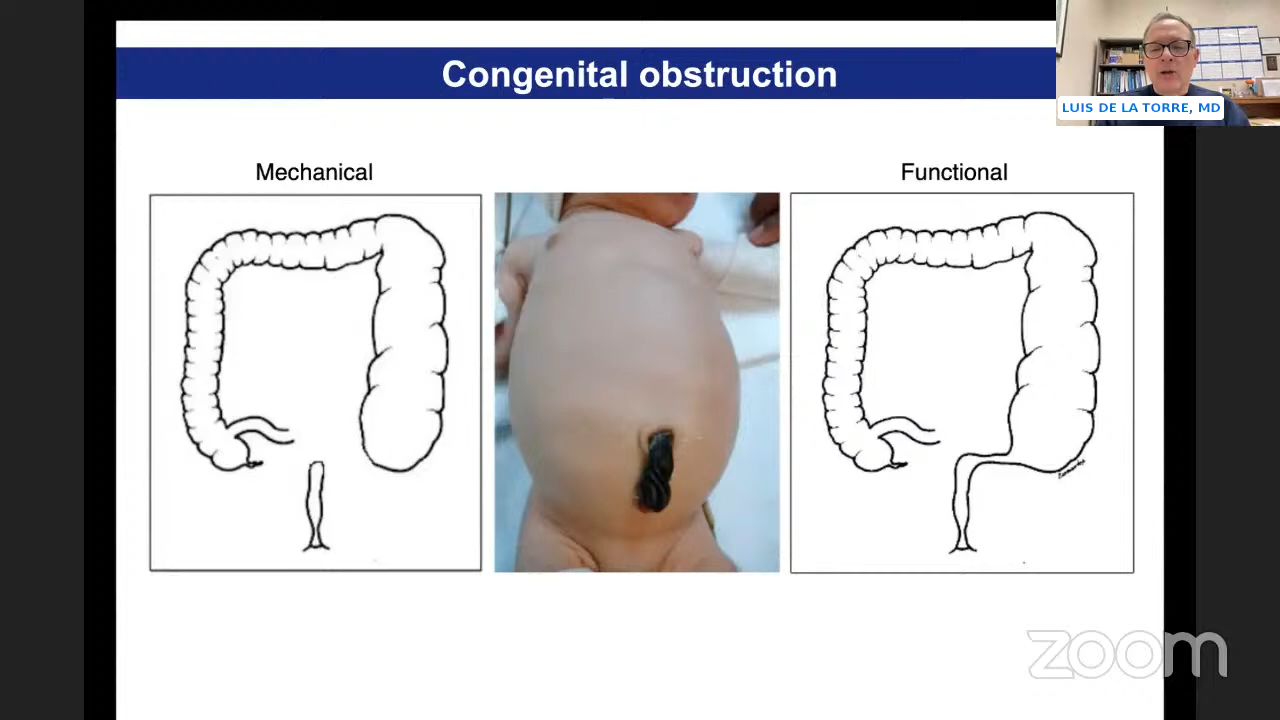 Congenital obstruction
LUIS DE LA TORRE, MD
Mechanical
Functional
zoom